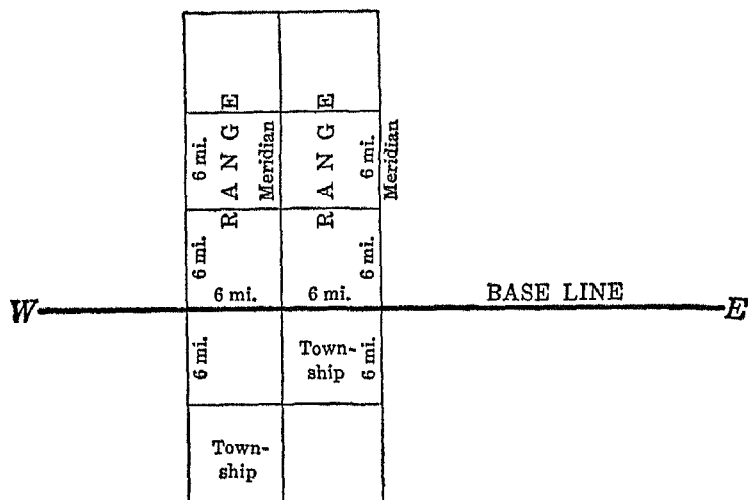 RANGE
RANGE
6 mi.
Meridian
6 mi.
Meridian
6 mi.
6 mi.
6 mi.
6 mi.
W
BASE LINE
E
6 mi.
Town-
ship
6 mi.
Town-
ship